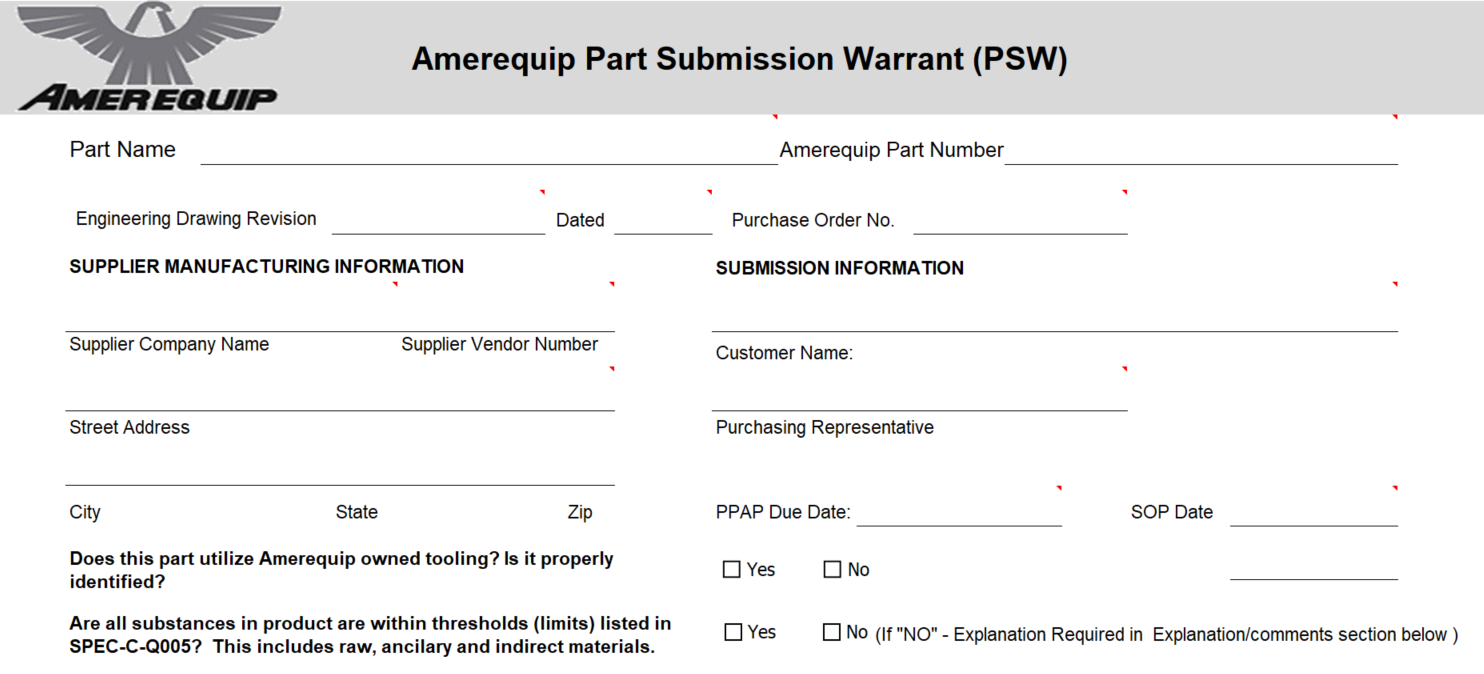 AMEREQUIP
Amerequip Part Submission Warrant (PSW)
Part Name Amerequip Part Number
Engineering Drawing Revision Dated Purchase Order No.
SUPPLIER MANUFACTURING INFORMATION SUBMISSION INFORMATION
Supplier Company Name Supplier Vendor Number Customer Name:
Street Address Purchasing Representative
City State Zip PPAP Due Date: SOP Date
Does this part utilize Amerequip owned tooling? Is it properly
identified?
Yes No
Are all substances in product are within thresholds (limits) listed in
SPEC-C-Q005? This includes raw, ancilary and indirect materials.
Yes No (If "NO" - Explanation Required in Explanation/comments section below )